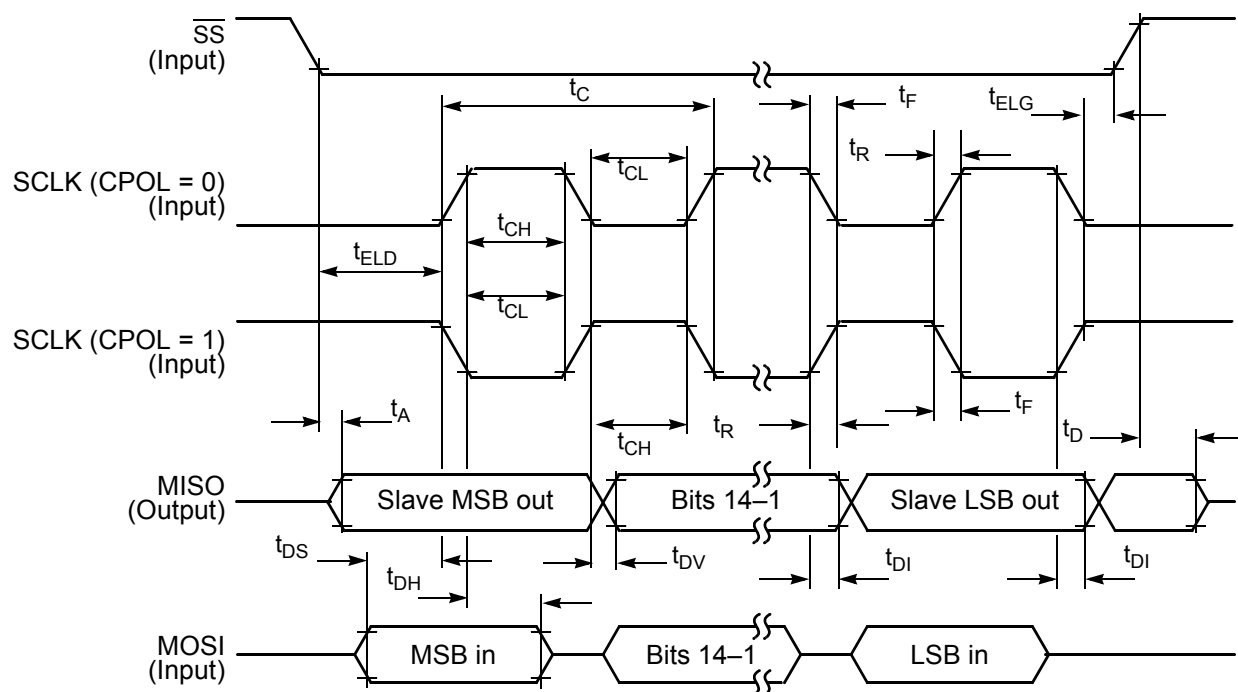 SS
(Input)
tC
tF
tELG
tR
SCLK (CPOL = 0)
(Input)
tCL
tCH
tELD
tCL
SCLK (CPOL = 1)
(Input)
tA
tCH
tR
tF
tD
MISO
(Output)
Slave MSB out
Bits 14–1
Slave LSB out
tDS
tDH
tDV
tDI
tDI
MOSI
(Input)
MSB in
Bits 14–1
LSB in